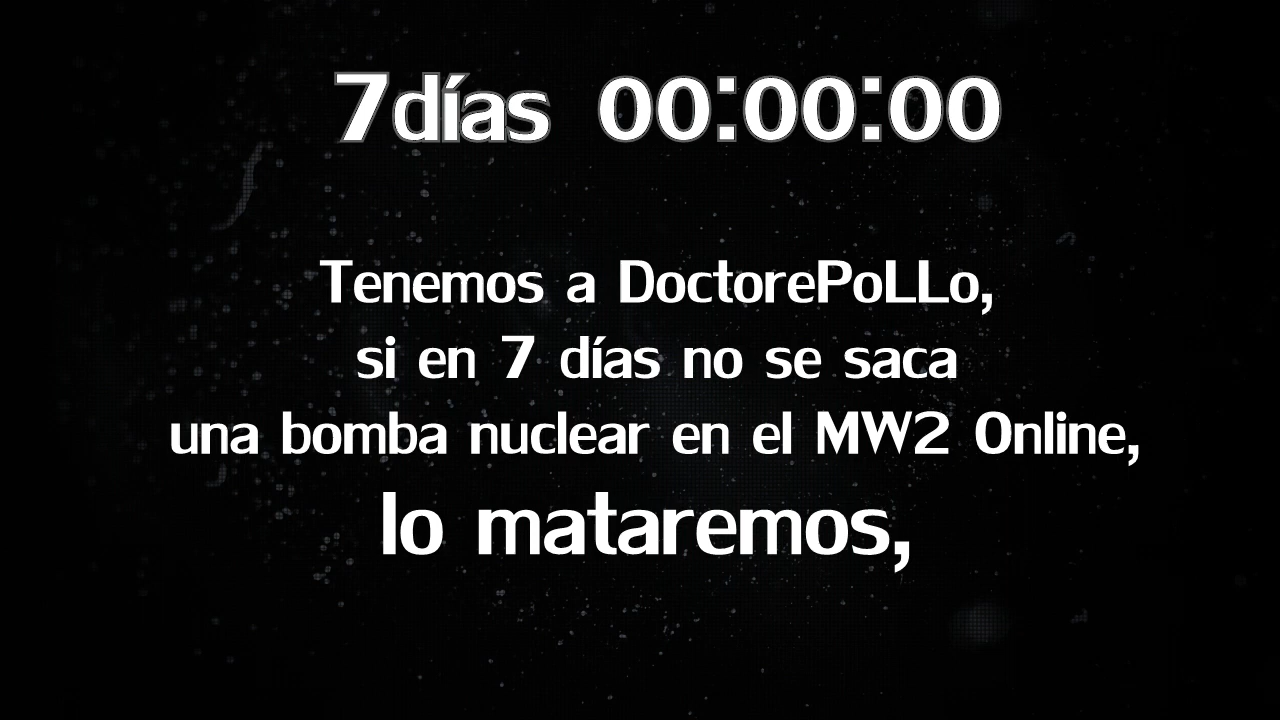 7días 00:00:00
Tenemos a DoctorePoLLo,
si en 7 días no se saca
una bomba nuclear en el MW2 Online,
lo mataremos,